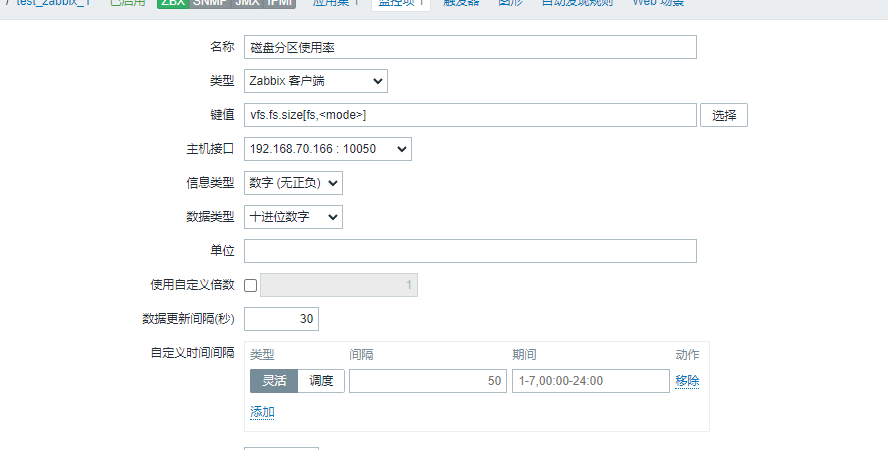 / test_zabbix_1 已启用 ZBX SNMP JMX IPMI 应用集 1 监控项 1 触发器 图形 自动发现规则 Web 场景
名称 磁盘分区使用率
类型 Zabbix 客户端
键值 vfs.fs.size[fs,<mode>] 选择
主机接口 192.168.70.166 : 10050
信息类型 数字 (无正负)
数据类型 十进位数字
单位
使用自定义倍数 1
数据更新间隔(秒) 30
自定义时间间隔 类型 间隔 期间 动作
灵活 调度 50 1-7,00:00-24:00 移除
添加